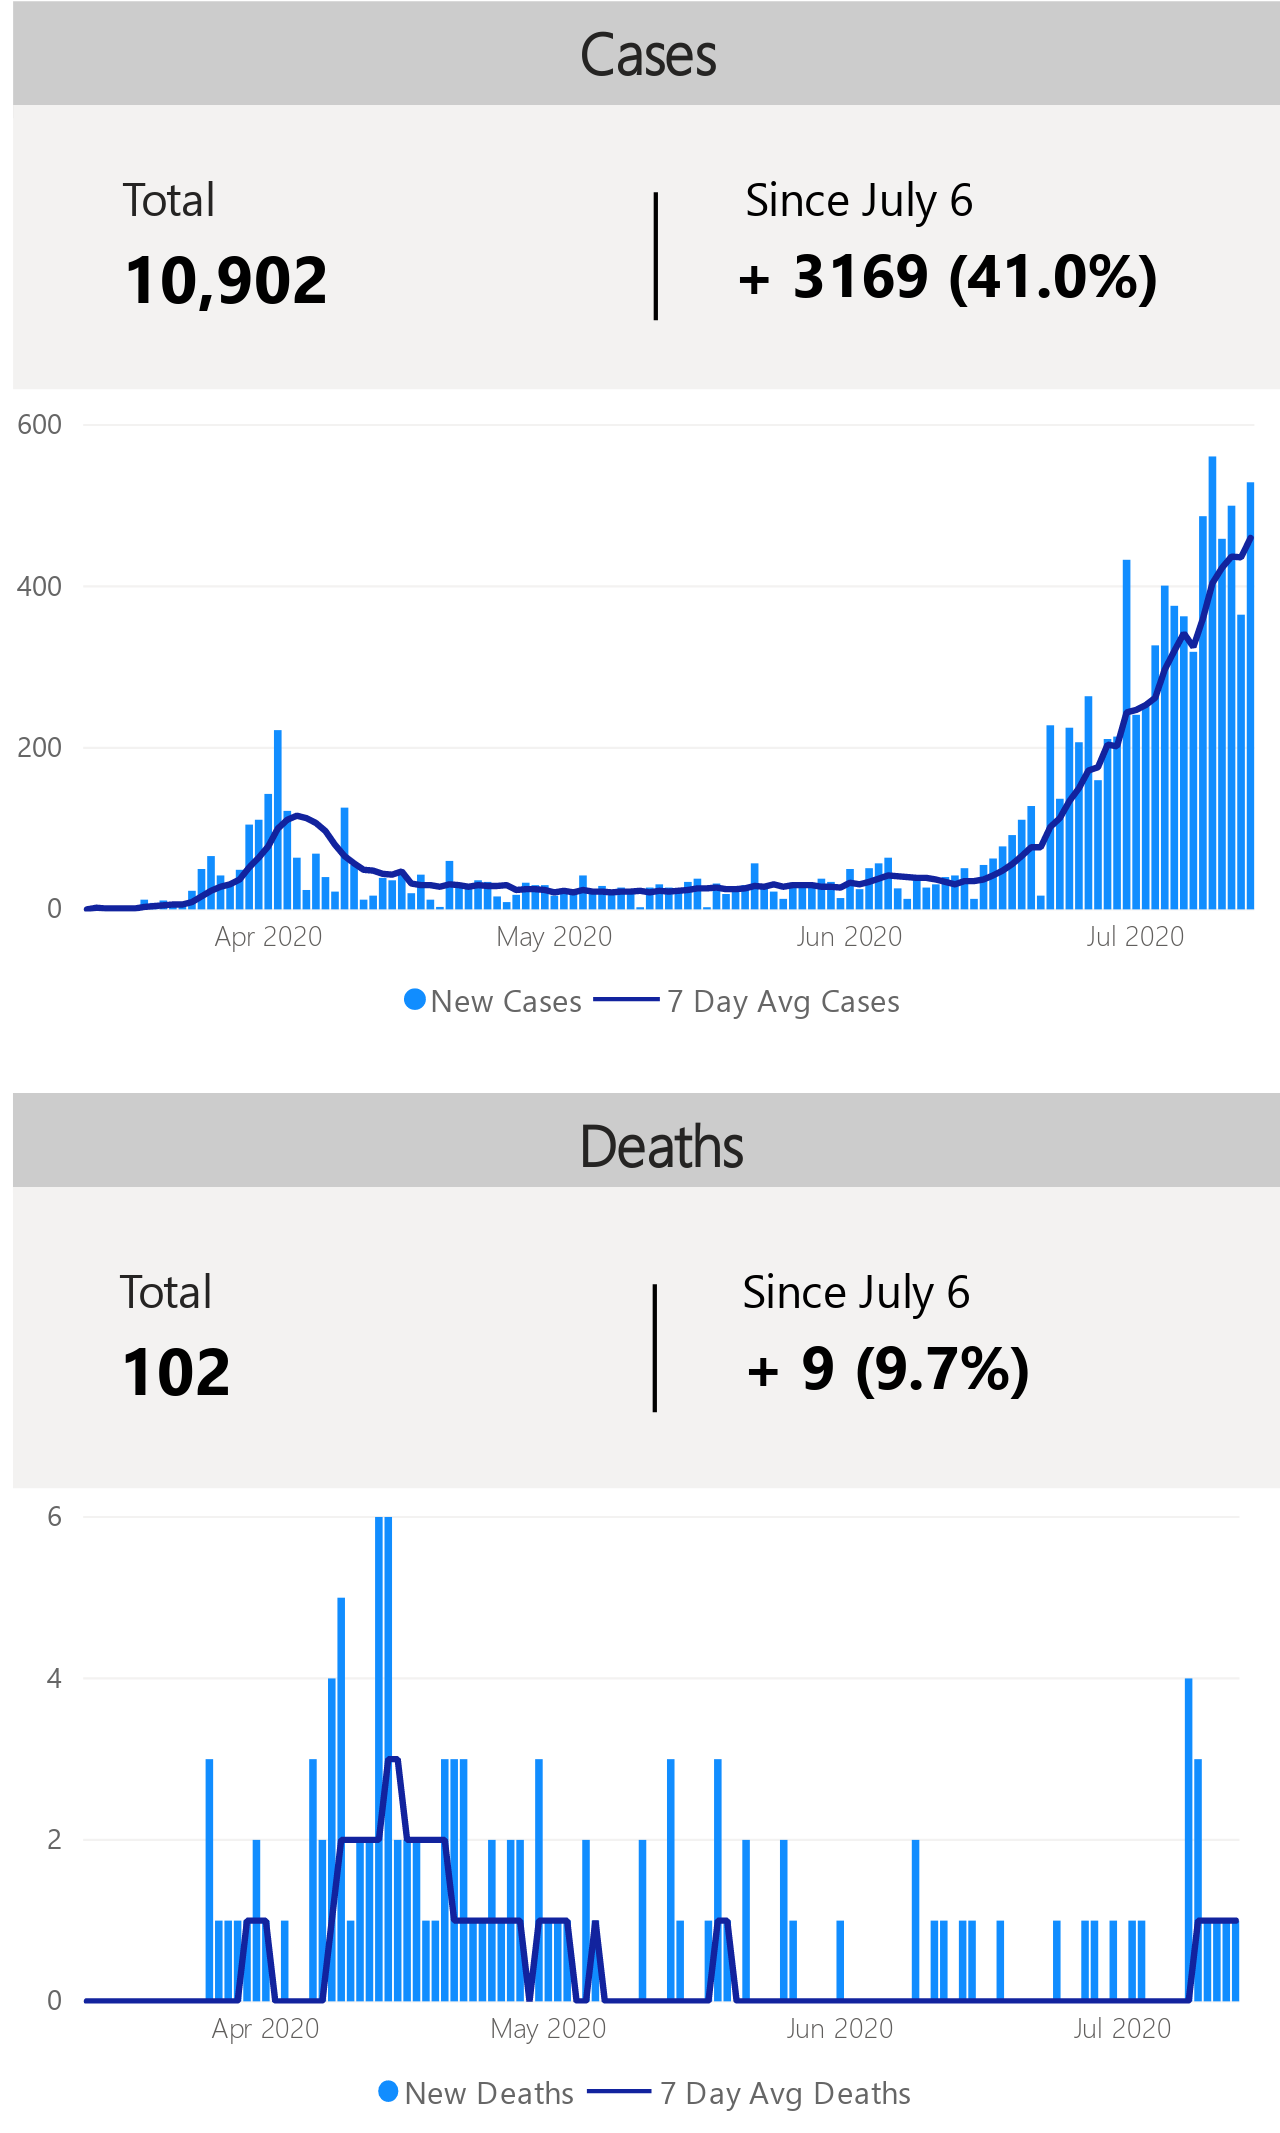 Cases
Total
Since July 6
10,902
+ 3169 (41.0%)
600
400
200
0
Apr 2020
May 2020
Jun 2020
Jul 2020
New Cases
7 Day Avg Cases
Deaths
Total
Since July 6
102
+ 9 (9.7%)
6
4
2
0
Apr 2020
May 2020
Jun 2020
Jul 2020
New Deaths
7 Day Avg Deaths